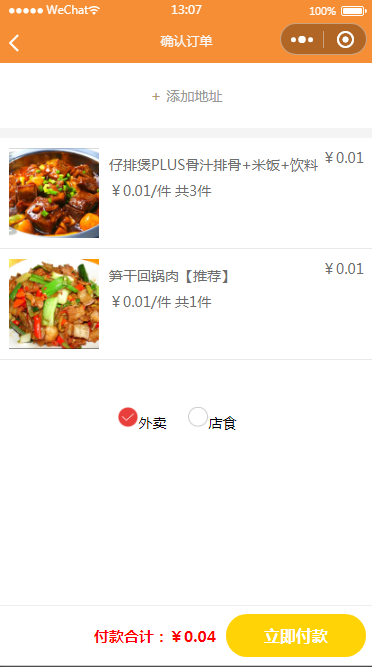 WeChat 13:07 100%
确认订单
+ 添加地址
仔排煲PLUS骨汁排骨+米饭+饮料 ￥0.01
￥0.01/件 共3件
笋干回锅肉【推荐】 ￥0.01
￥0.01/件 共1件
外卖 店食
付款合计：￥0.04 立即付款